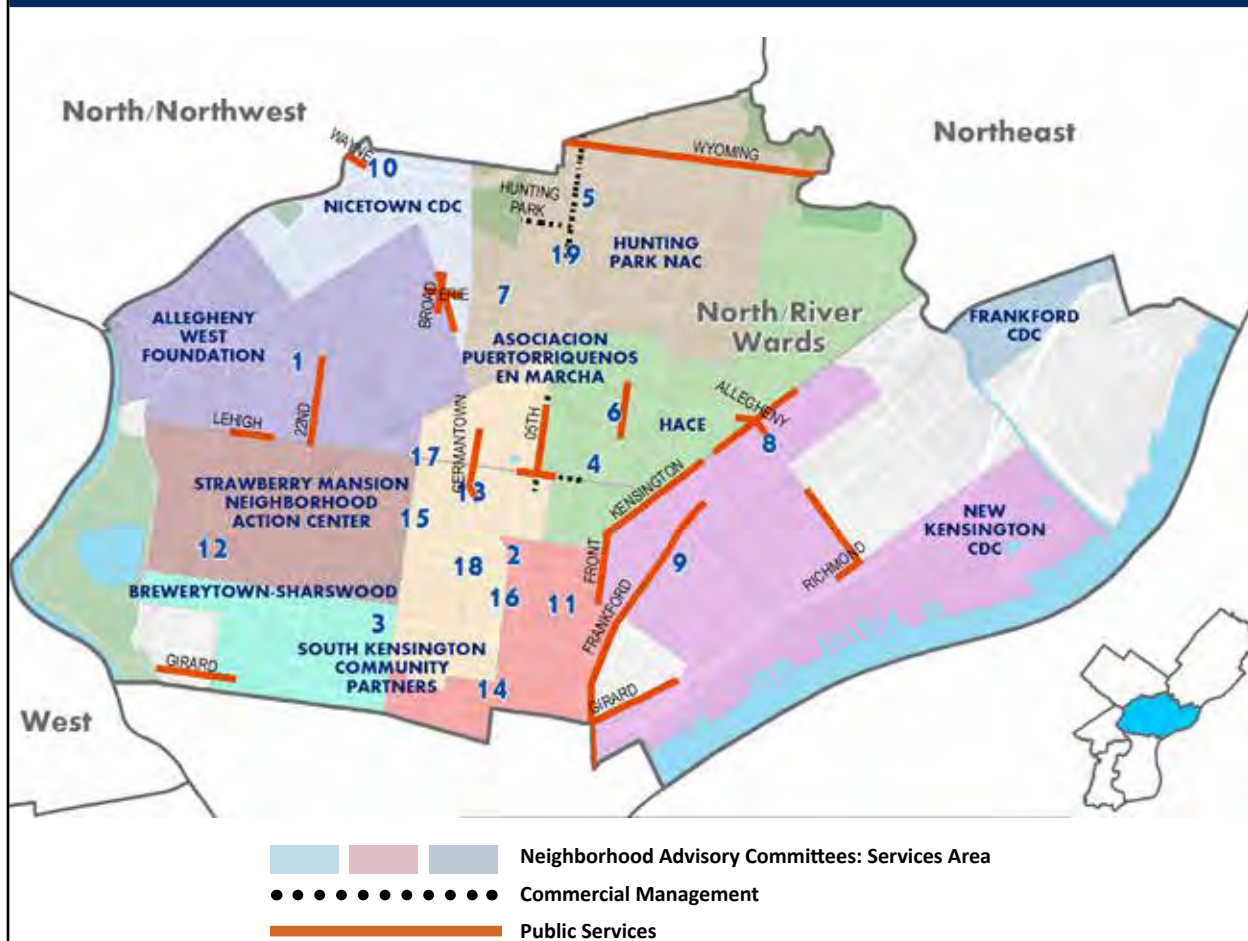 North/Northwest
Northeast
WAYNE
10
NICETOWN CDC
HUNTING
PARK
5
WYOMING
19
HUNTING
PARK NAC
7
BROAD
ERIE
North/River
Wards
FRANKFORD
CDC
ALLEGHENY
WEST
FOUNDATION
1
ASOCIACION
PUERTORRIQUENOS
EN MARCHA
LEHIGH
22ND
GERMANTOWN
05TH
6
HACE
ALLEGHENY
8
17
4
KENSINGTON
STRAWBERRY MANSION
NEIGHBORHOOD
ACTION CENTER
13
15
12
NEW
KENSINGTON
CDC
RICHMOND
18
2
FRONT
9
BREWERYTOWN-SHARSWOOD
16
11
FRANKFORD
3
SOUTH KENSINGTON
COMMUNITY
PARTNERS
GIRARD
14
GIRARD
West
Neighborhood Advisory Committees: Services Area
Commercial Management
Public Services